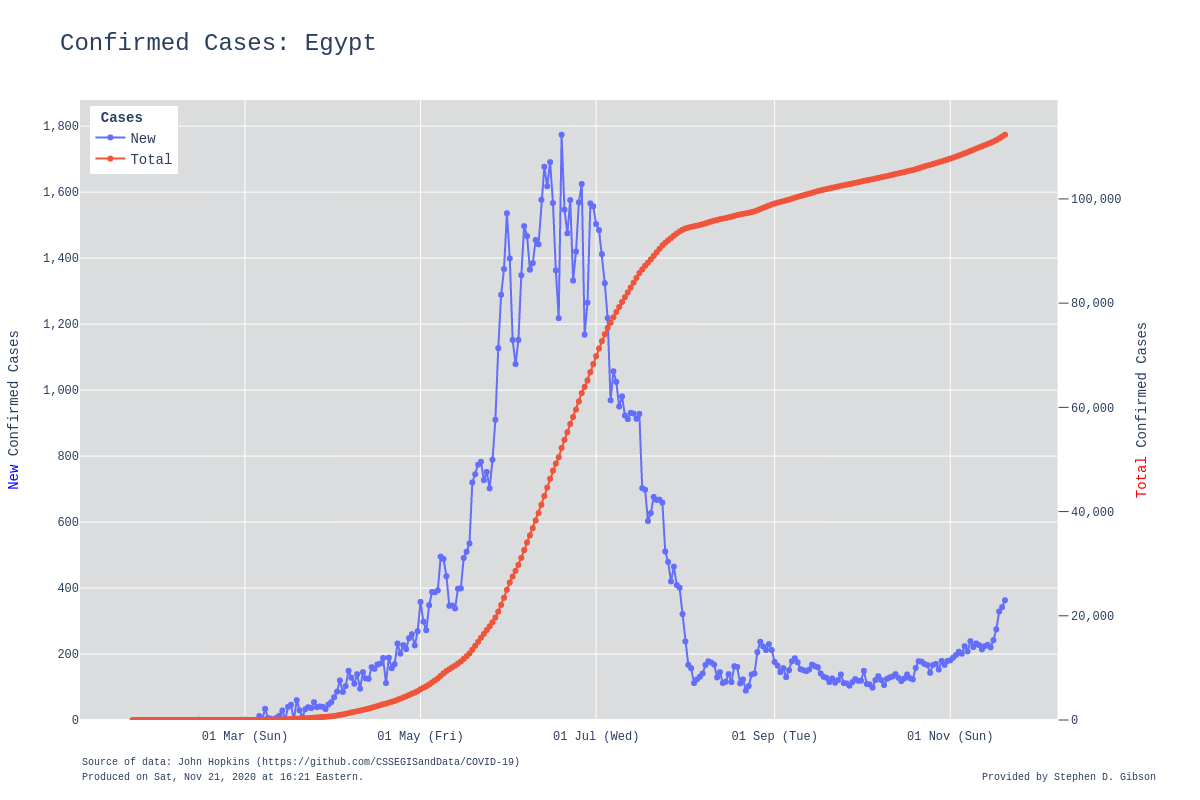 Confirmed Cases: Egypt
Cases
New
Total
1,800
1,600
1,400
1,200
1,000
800
600
400
200
0
New Confirmed Cases
100,000
80,000
60,000
40,000
20,000
0
Total Confirmed Cases
01 Mar (Sun) 01 May (Fri) 01 Jul (Wed) 01 Sep (Tue) 01 Nov (Sun)
Source of data: John Hopkins (https://github.com/CSSEGISandData/COVID-19)
Produced on Sat, Nov 21, 2020 at 16:21 Eastern.
Provided by Stephen D. Gibson